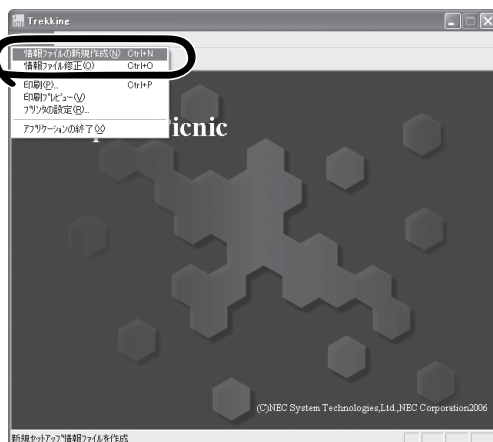 Trekking
情報ファイルの新規作成(N) Ctrl+N
情報ファイル修正(O) Ctrl+O
印刷(P)... Ctrl+P
印刷プレビュー(V)
プリンタの設定(R)...
アプリケーションの終了(X)
icnic
(C)NEC System Technologies,Ltd.,NEC Corporation2006
新規セットアップ情報ファイルを作成